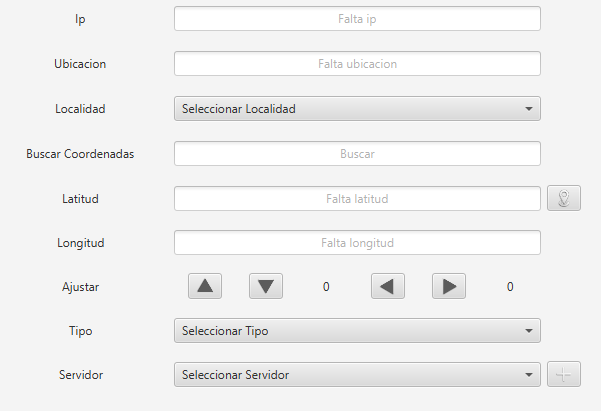 Ip Falta ip
Ubicacion Falta ubicacion
Localidad Seleccionar Localidad
Buscar Coordenadas Buscar
Latitud Falta latitud
Longitud Falta longitud
Ajustar 0 0
Tipo Seleccionar Tipo
Servidor Seleccionar Servidor